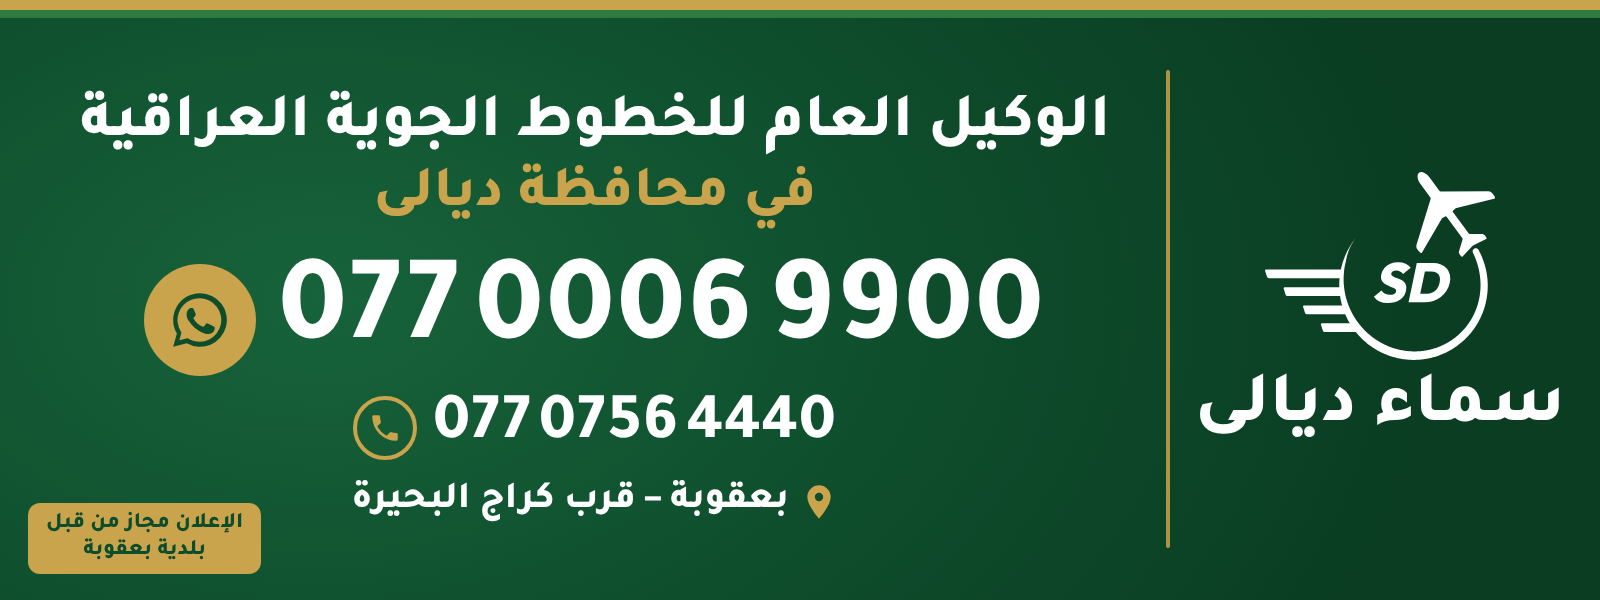 الوكيل العام للخطوط الجوية العراقية
في محافظة ديالى
077 0006 9900
077 0756 4440
بعقوبة – قرب كراج البحيرة
SD
سماء ديالى
الإعلان مجاز من قبل
بلدية بعقوبة